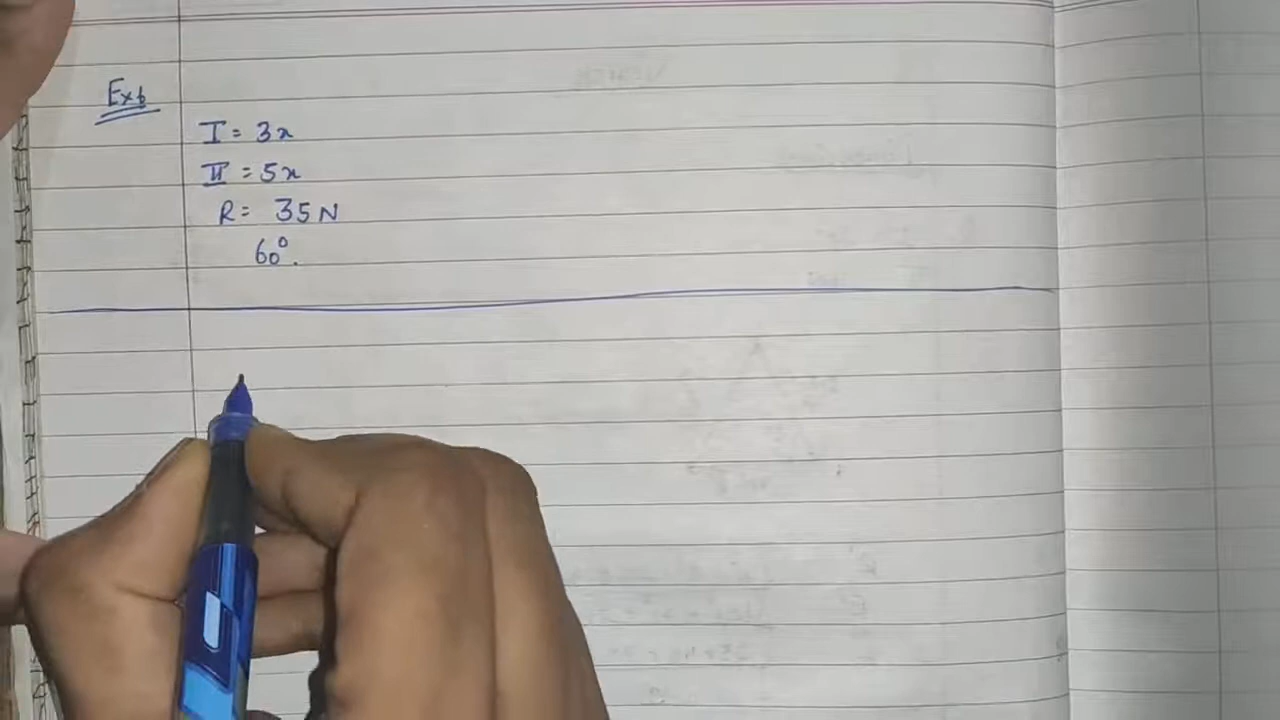 Ex6
I = 3x
II = 5x
R = 35 N
60°.